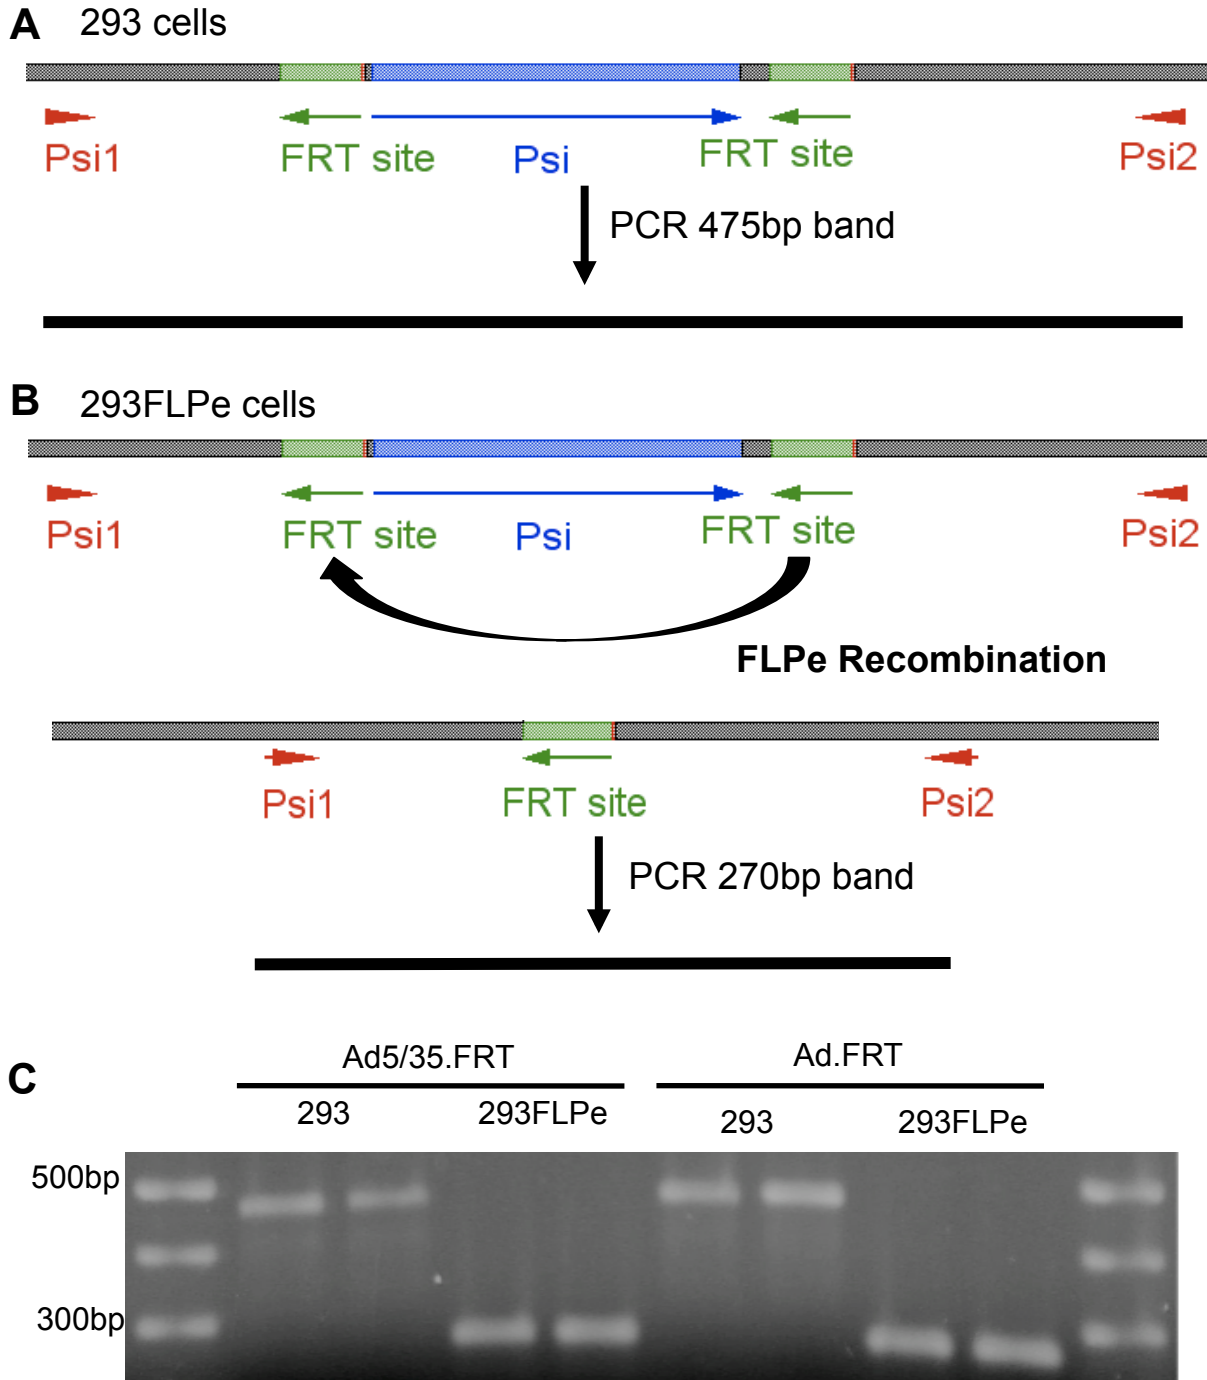 A 293 cells
Psi1 FRT site Psi FRT site Psi2
PCR 475bp band
B 293FLPe cells
Psi1 FRT site Psi FRT site Psi2
FLPe Recombination
Psi1 FRT site Psi2
PCR 270bp band
C Ad5/35.FRT Ad.FRT
293 293FLPe 293 293FLPe
500bp
300bp